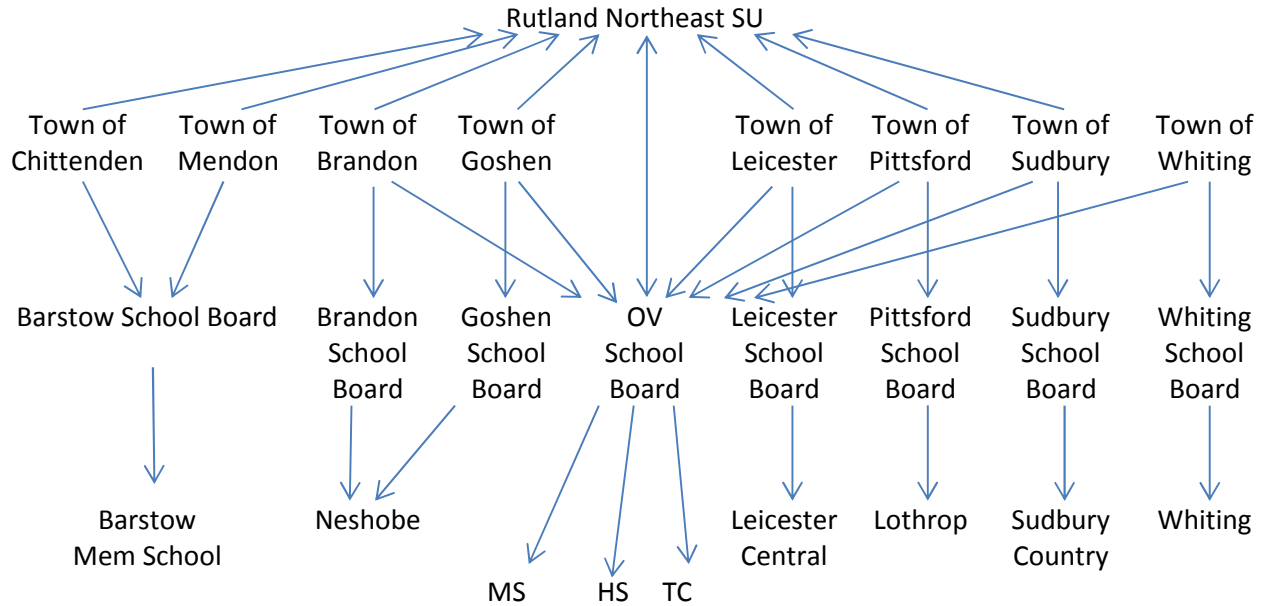 Rutland Northeast SU
Town of Chittenden
Town of Mendon
Town of Brandon
Town of Goshen
Town of Leicester
Town of Pittsford
Town of Sudbury
Town of Whiting
Barstow School Board
Brandon School Board
Goshen School Board
OV School Board
Leicester School Board
Pittsford School Board
Sudbury School Board
Whiting School Board
Barstow Mem School
Neshobe
Leicester Central
Lothrop
Sudbury Country
Whiting
MS
HS
TC